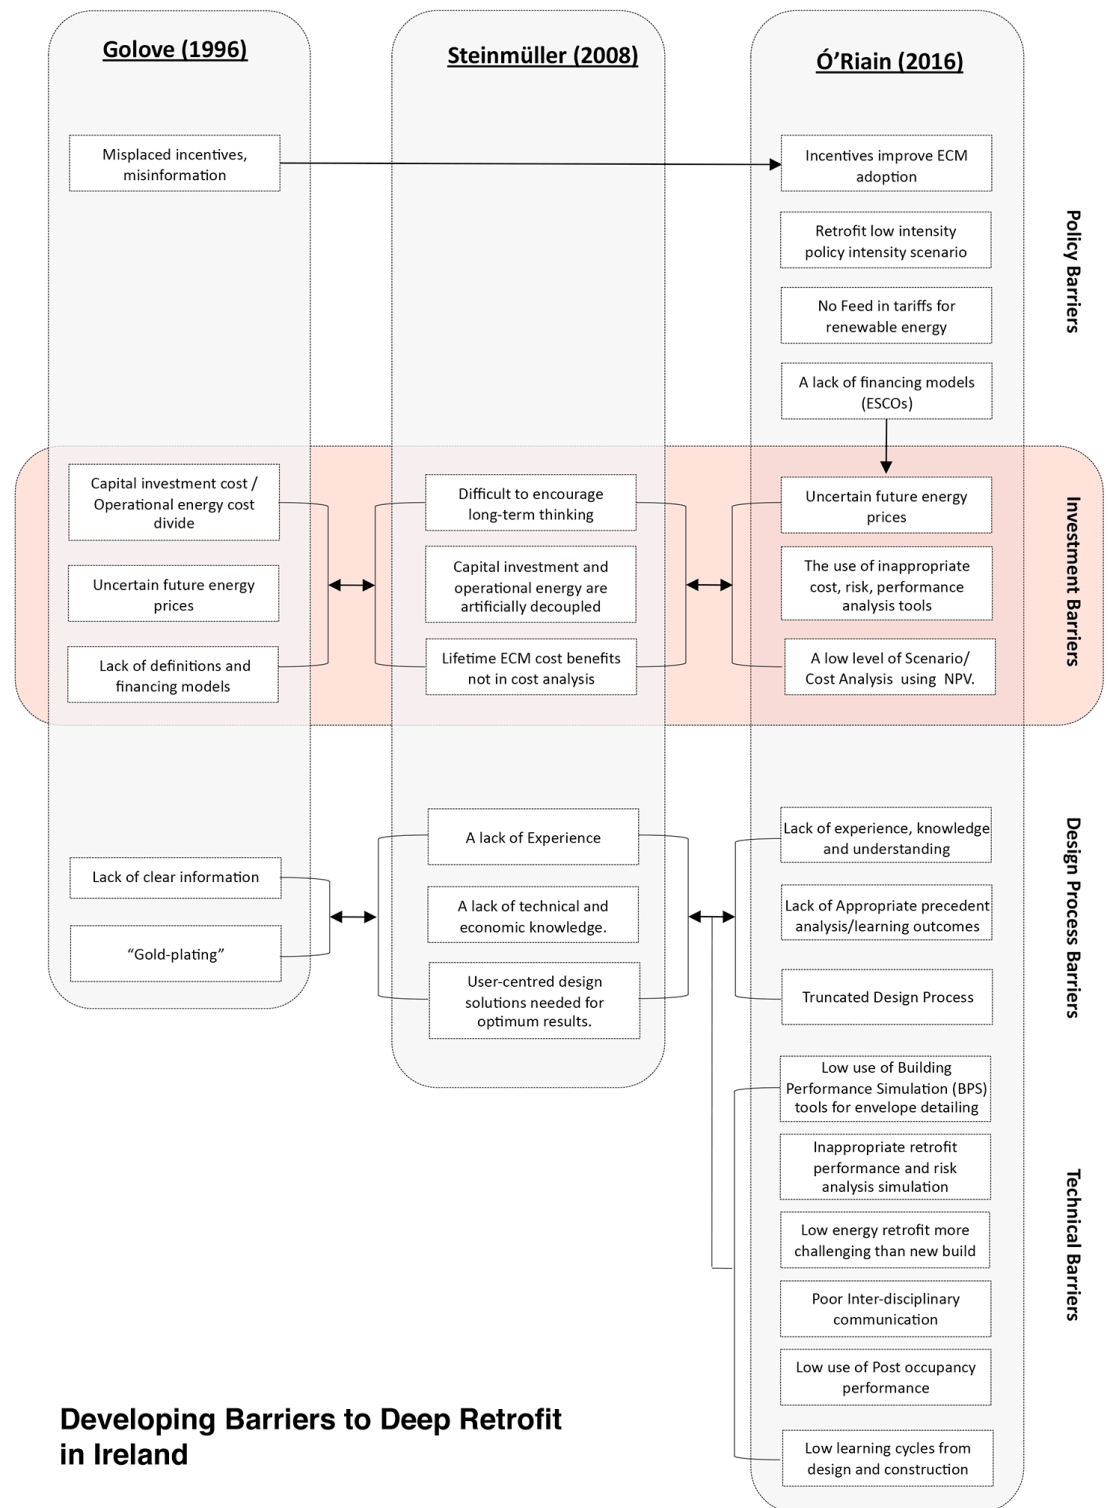 Golove (1996)
Steinmüller (2008)
Ó’Riain (2016)
Misplaced incentives,
misinformation
Incentives improve ECM
adoption
Retrofit low intensity
policy intensity scenario
No Feed in tariffs for
renewable energy
A lack of financing models
(ESCOs)
Policy Barriers
Capital investment cost /
Operational energy cost
divide
Uncertain future energy
prices
Lack of definitions and
financing models
Difficult to encourage
long-term thinking
Capital investment and
operational energy are
artificially decoupled
Lifetime ECM cost benefits
not in cost analysis
Uncertain future energy
prices
The use of inappropriate
cost, risk, performance
analysis tools
A low level of Scenario/
Cost Analysis using NPV.
Investment Barriers
Lack of clear information
“Gold-plating”
A lack of Experience
A lack of technical and
economic knowledge.
User-centred design
solutions needed for
optimum results.
Lack of experience, knowledge
and understanding
Lack of Appropriate precedent
analysis/learning outcomes
Truncated Design Process
Design Process Barriers
Low use of Building
Performance Simulation (BPS)
tools for envelope detailing
Inappropriate retrofit
performance and risk
analysis simulation
Low energy retrofit more
challenging than new build
Poor Inter-disciplinary
communication
Low use of Post occupancy
performance
Low learning cycles from
design and construction
Technical Barriers
Developing Barriers to Deep Retrofit
in Ireland